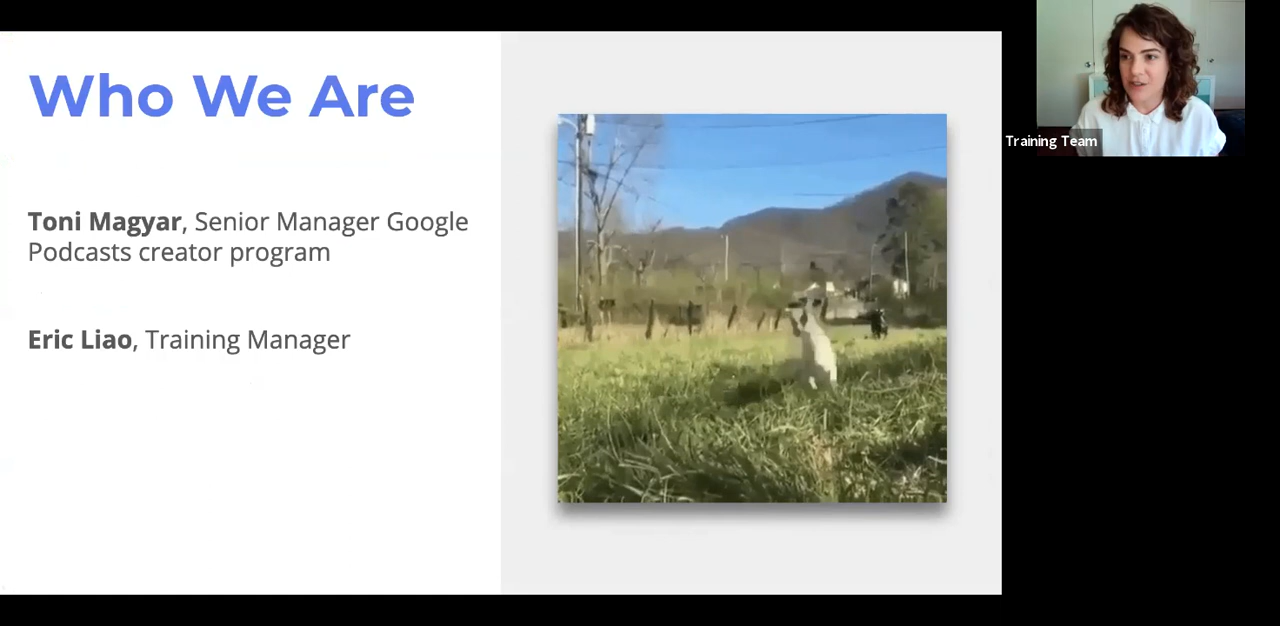 Who We Are
Toni Magyar, Senior Manager Google
Podcasts creator program
Eric Liao, Training Manager
Training Team